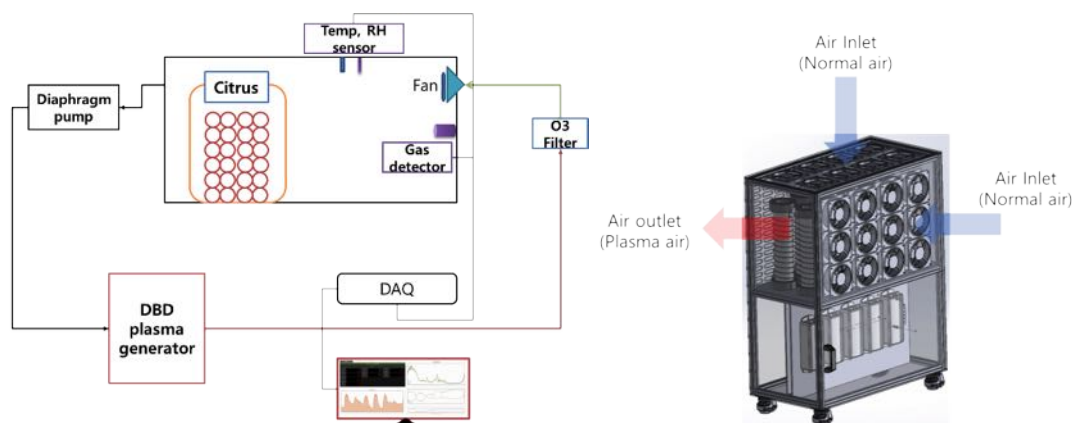 Temp, RH
sensor
Citrus
Fan
Diaphragm
pump
O3
Filter
Gas
detector
DAQ
DBD
plasma
generator
Air Inlet
(Normal air)
Air Inlet
(Normal air)
Air outlet
(Plasma air)